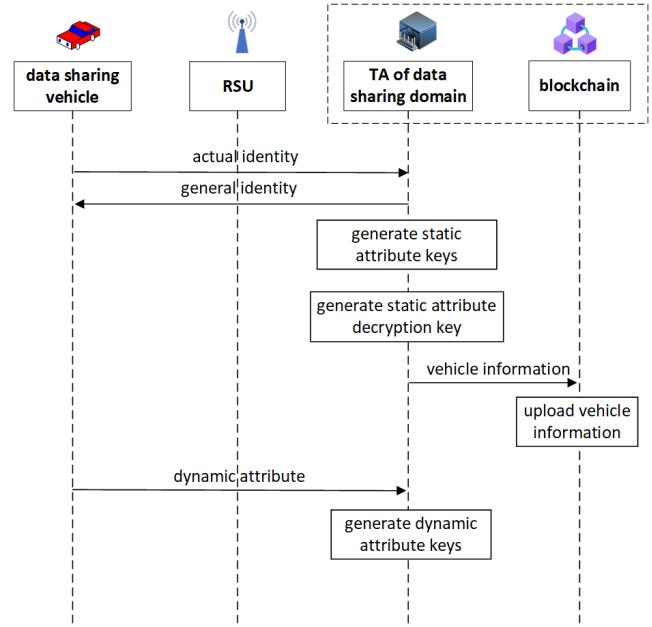 data sharing
vehicle
RSU
TA of data
sharing domain
blockchain
actual identity
general identity
generate static
attribute keys
generate static attribute
decryption key
vehicle information
upload vehicle
information
dynamic attribute
generate dynamic
attribute keys